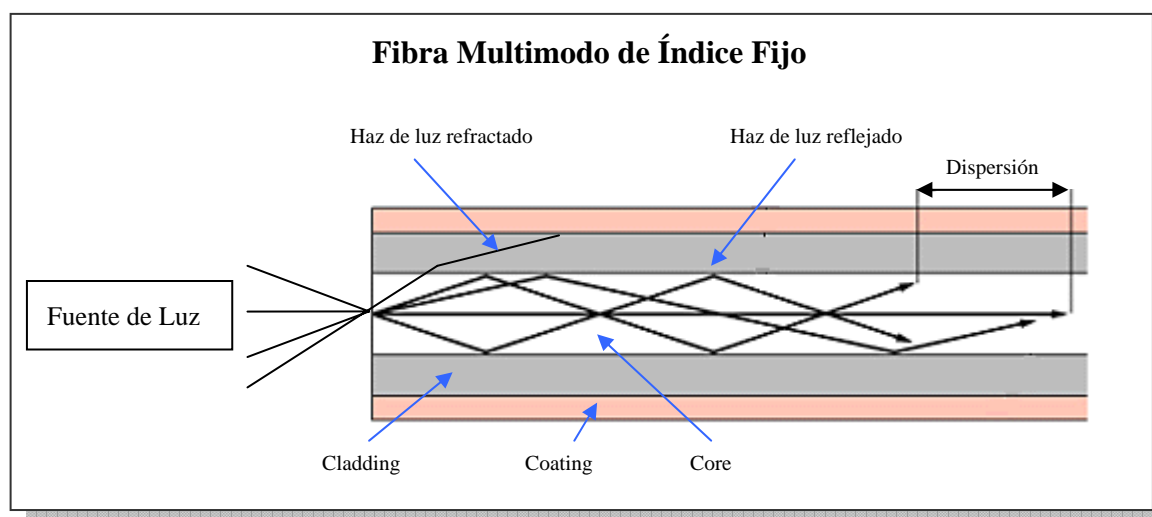 Fibra Multimodo de Índice Fijo
Haz de luz refractado
Haz de luz reflejado
Dispersión
Fuente de Luz
Cladding
Coating
Core